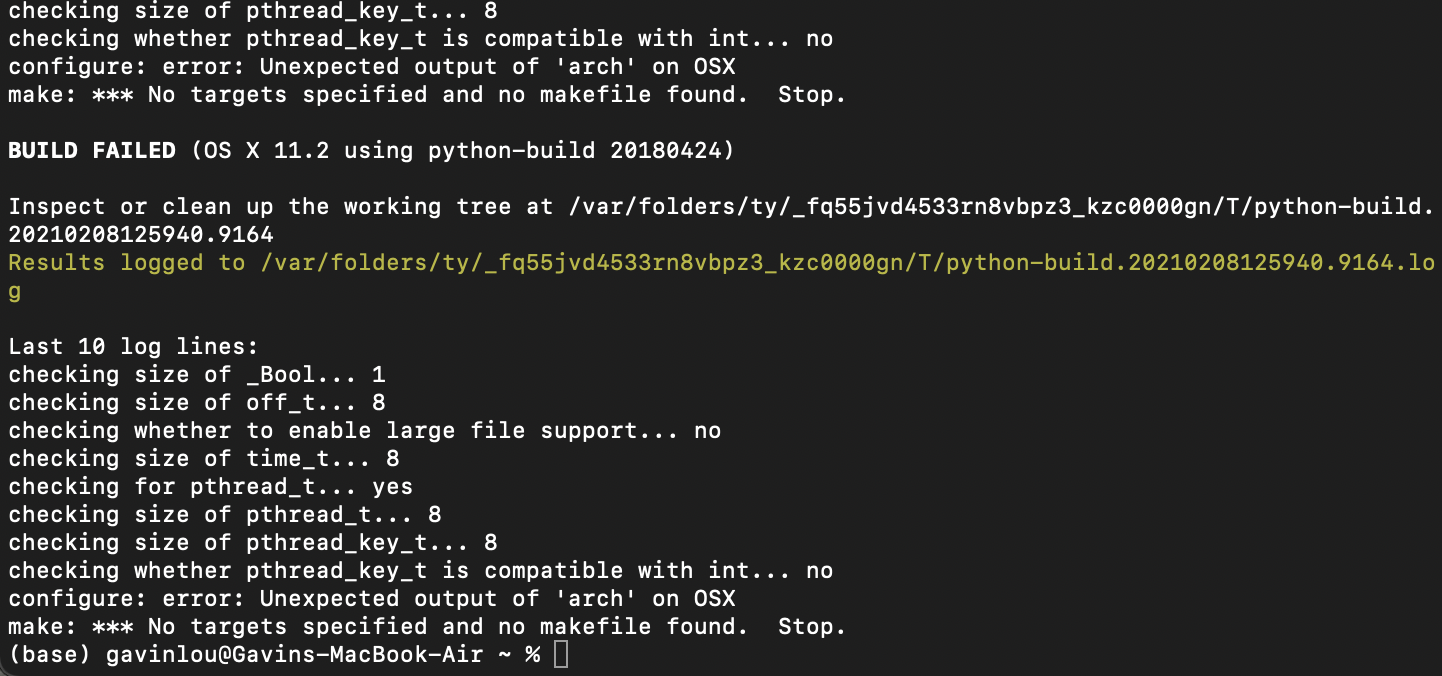 checking size of pthread_key_t... 8
checking whether pthread_key_t is compatible with int... no
configure: error: Unexpected output of 'arch' on OSX
make: *** No targets specified and no makefile found.  Stop.
BUILD FAILED (OS X 11.2 using python-build 20180424)
Inspect or clean up the working tree at /var/folders/ty/_fq55jvd4533rn8vbpz3_kzc0000gn/T/python-build.
20210208125940.9164
Results logged to /var/folders/ty/_fq55jvd4533rn8vbpz3_kzc0000gn/T/python-build.20210208125940.9164.lo
g
Last 10 log lines:
checking size of _Bool... 1
checking size of off_t... 8
checking whether to enable large file support... no
checking size of time_t... 8
checking for pthread_t... yes
checking size of pthread_t... 8
checking size of pthread_key_t... 8
checking whether pthread_key_t is compatible with int... no
configure: error: Unexpected output of 'arch' on OSX
make: *** No targets specified and no makefile found.  Stop.
(base) gavinlou@Gavins-MacBook-Air ~ %